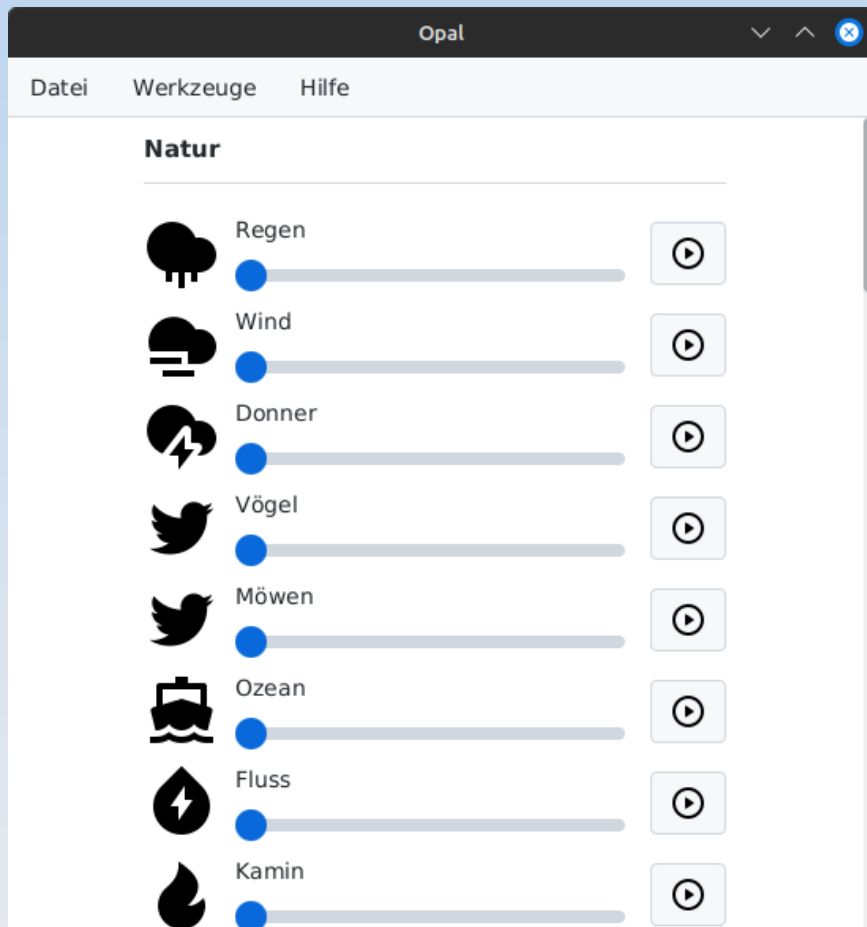 Opal
Datei Werkzeuge Hilfe
Natur
Regen
Wind
Donner
Vögel
Möwen
Ozean
Fluss
Kamin